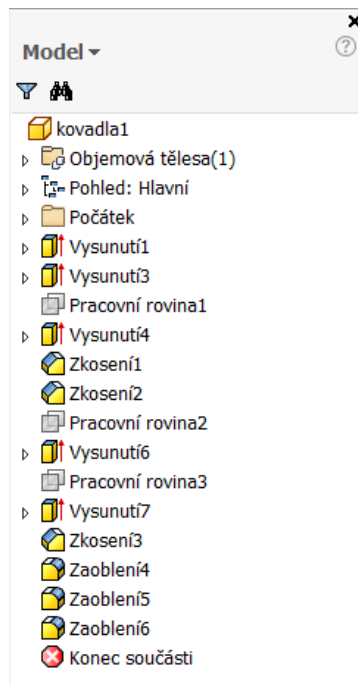 Model
kovadla1
Objemová tělesa(1)
Pohled: Hlavní
Počátek
Vysunutí1
Vysunutí3
Pracovní rovina1
Vysunutí4
Zkosení1
Zkosení2
Pracovní rovina2
Vysunutí6
Pracovní rovina3
Vysunutí7
Zkosení3
Zaoblení4
Zaoblení5
Zaoblení6
Konec součásti